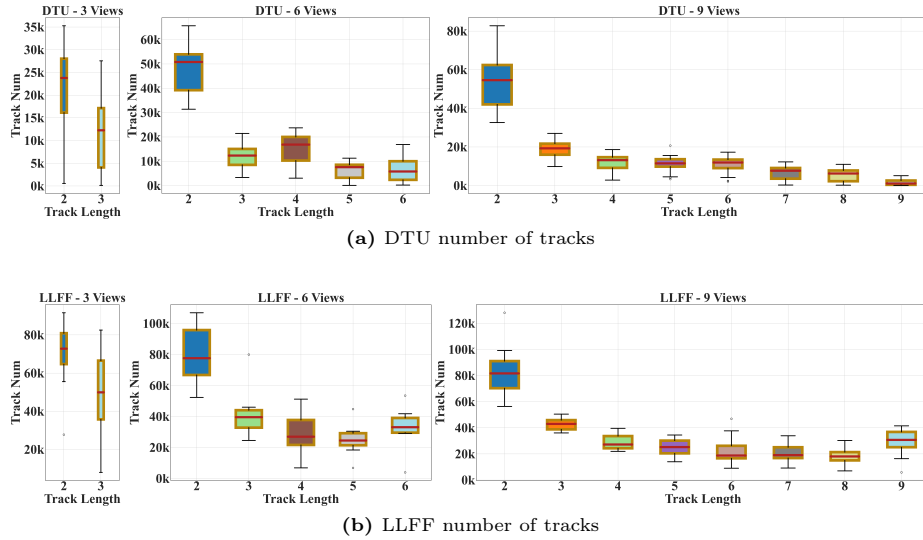 DTU - 3 Views
DTU - 6 Views
DTU - 9 Views
35k
30k
25k
20k
15k
10k
5k
0k
Track Num
2 3
Track Length
60k
50k
40k
30k
20k
10k
0k
Track Num
2 3 4 5 6
Track Length
80k
60k
40k
20k
0k
Track Num
2 3 4 5 6 7 8 9
Track Length
(a) DTU number of tracks
LLFF - 3 Views
LLFF - 6 Views
LLFF - 9 Views
80k
60k
40k
20k
Track Num
2 3
Track Length
100k
80k
60k
40k
20k
0k
Track Num
2 3 4 5 6
Track Length
120k
100k
80k
60k
40k
20k
0k
Track Num
2 3 4 5 6 7 8 9
Track Length
(b) LLFF number of tracks